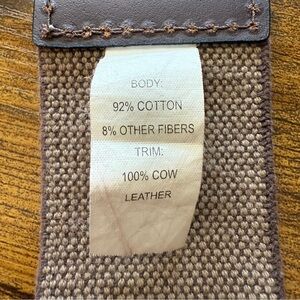 BODY:
92% COTTON
8% OTHER FIBERS
TRIM:
100% COW
LEATHER